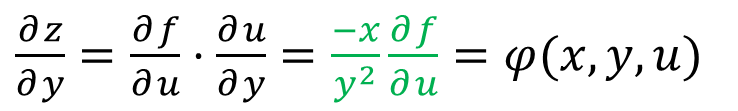 ∂z/∂y = ∂f/∂u · ∂u/∂y = -x/y² ∂f/∂u = φ(x, y, u)